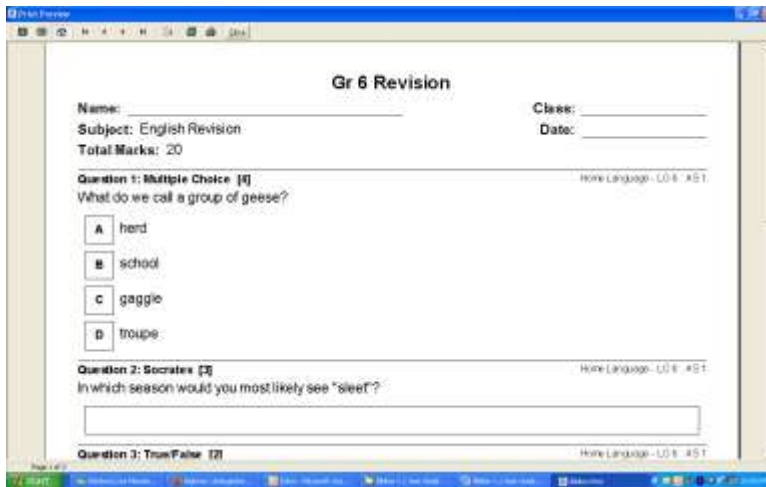 Print Preview
Close
Gr 6 Revision
Name: Class:
Subject: English Revision Date:
Total Marks: 20
Question 1: Multiple Choice [4] Home Language - LO 6 : AS 1
What do we call a group of geese?
A herd
B school
C gaggle
D troupe
Question 2: Socrates [3] Home Language - LO 6 : AS 1
In which season would you most likely see "sleet"?
Question 3: True/False [2] Home Language - LO 6 : AS 1
start